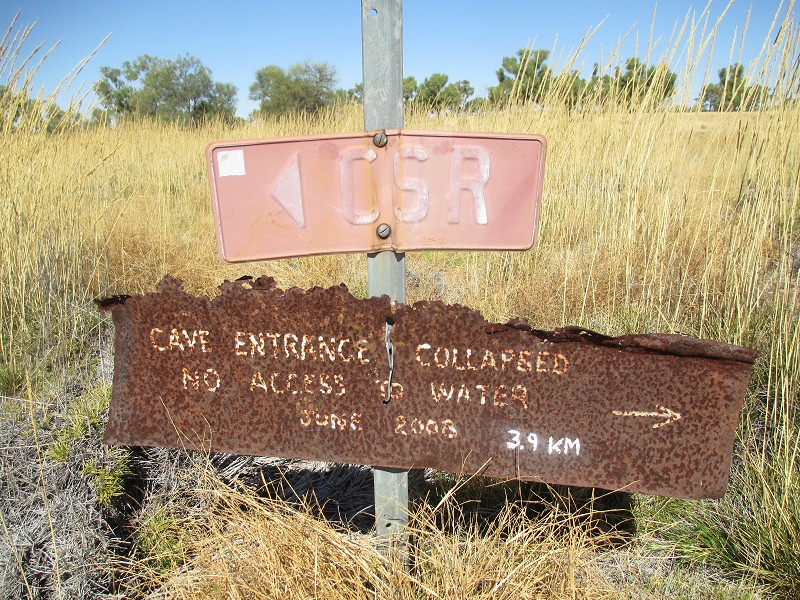 CSR
CAVE ENTRANCE COLLAPSED
NO ACCESS TO WATER
JUNE 2008
3.9 KM